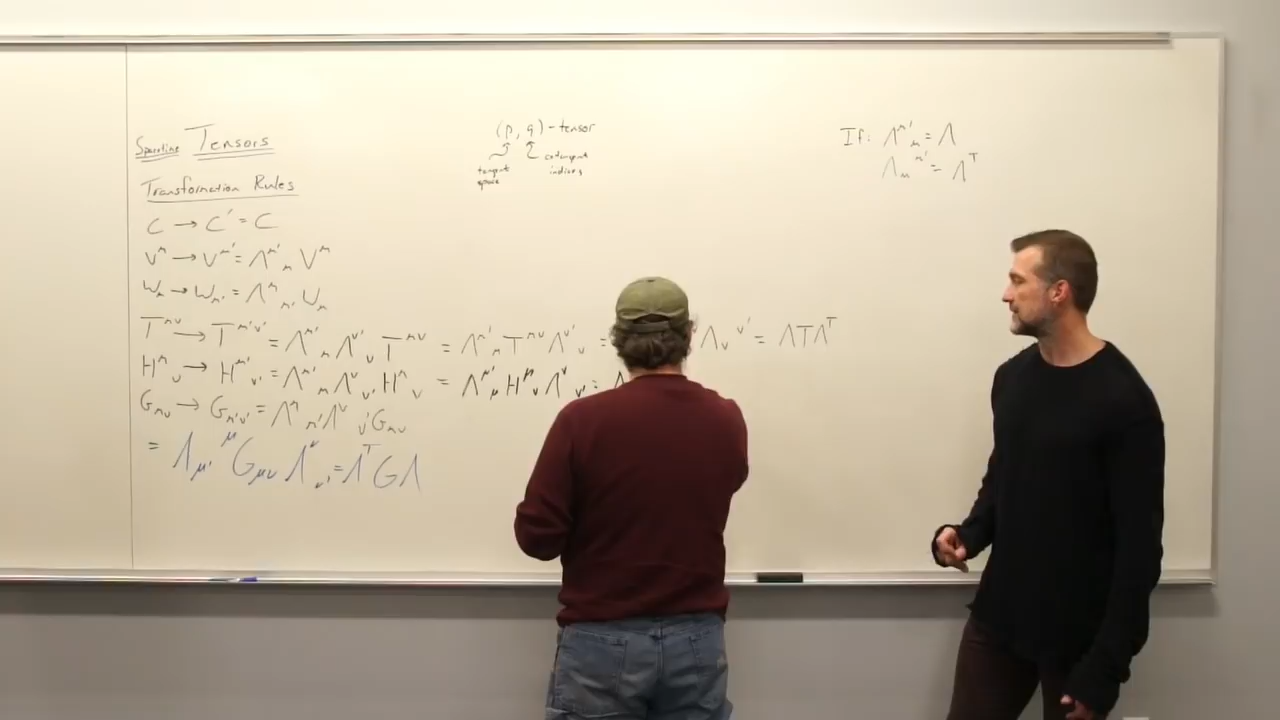 Spacetime Tensors
Transformation Rules
C → C' = C
V^μ → V^μ' = Λ^μ'_μ V^μ
W_μ → W_μ' = Λ^μ_μ' W_μ
T^μν → T^μ'ν' = Λ^μ'_μ Λ^ν'_ν T^μν = Λ^μ'_μ T^μν Λ^ν'_ν = Λ_ν^ν' = ΛTΛ^T
H^μ_ν → H^μ'_ν' = Λ^μ'_μ Λ^ν_ν' H^μ_ν = Λ^μ'_μ H^μ_ν Λ^ν_ν' =
G_μν → G_μ'ν' = Λ^μ_μ' Λ^ν_ν' G_μν
= Λ_μ'^μ G_μν Λ^ν_ν' = Λ^T G Λ
(p, q) - tensor
tangent space
cotangent indices
If: Λ^μ'_μ = Λ
Λ_μ^μ' = Λ^T